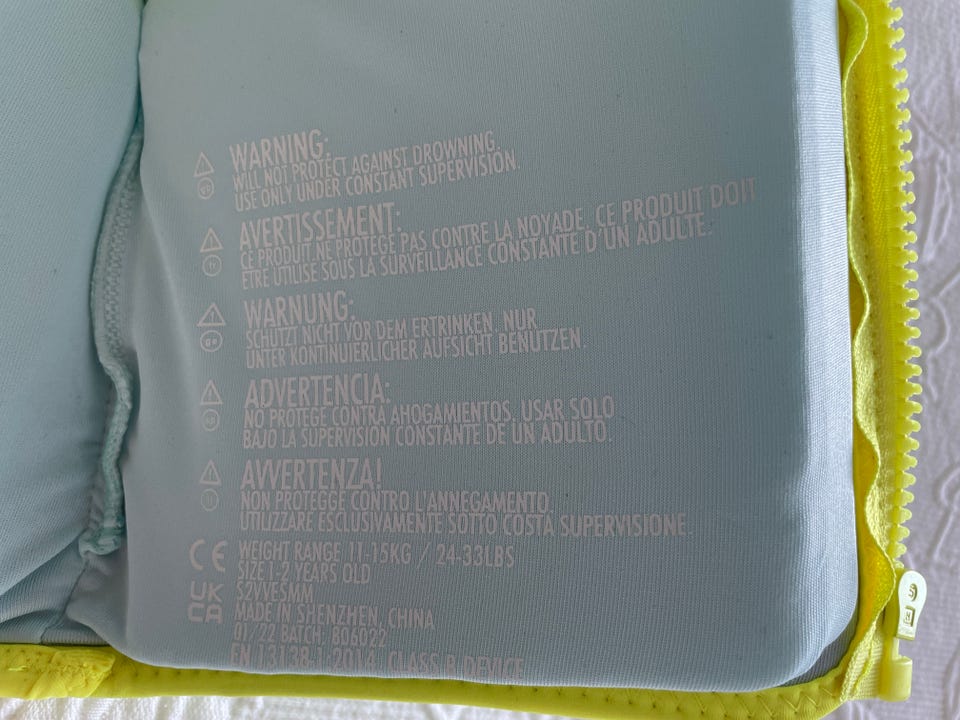 WARNING:
WILL NOT PROTECT AGAINST DROWNING.
USE ONLY UNDER CONSTANT SUPERVISION.
AVERTISSEMENT:
CE PRODUIT NE PROTEGE PAS CONTRE LA NOYADE. CE PRODUIT DOIT
ETRE UTILISE SOUS LA SURVEILLANCE CONSTANTE D'UN ADULTE.
WARNUNG:
SCHÜTZT NICHT VOR DEM ERTRINKEN. NUR
UNTER KONTINUIERLICHER AUFSICHT BENUTZEN.
ADVERTENCIA:
NO PROTEGE CONTRA AHOGAMIENTOS. USAR SOLO
BAJO LA SUPERVISION CONSTANTE DE UN ADULTO.
AVVERTENZA!
NON PROTEGGE CONTRO L'ANNEGAMENTO.
UTILIZZARE ESCLUSIVAMENTE SOTTO COSTA SUPERVISIONE.
CE
WEIGHT RANGE 11-15KG / 24-33LBS
SIZE 1-2 YEARS OLD
UK
CA
S2VVESMM
MADE IN SHENZHEN, CHINA
01/22 BATCH: 806022
EN 13138-1:2014. CLASS B DEVICE